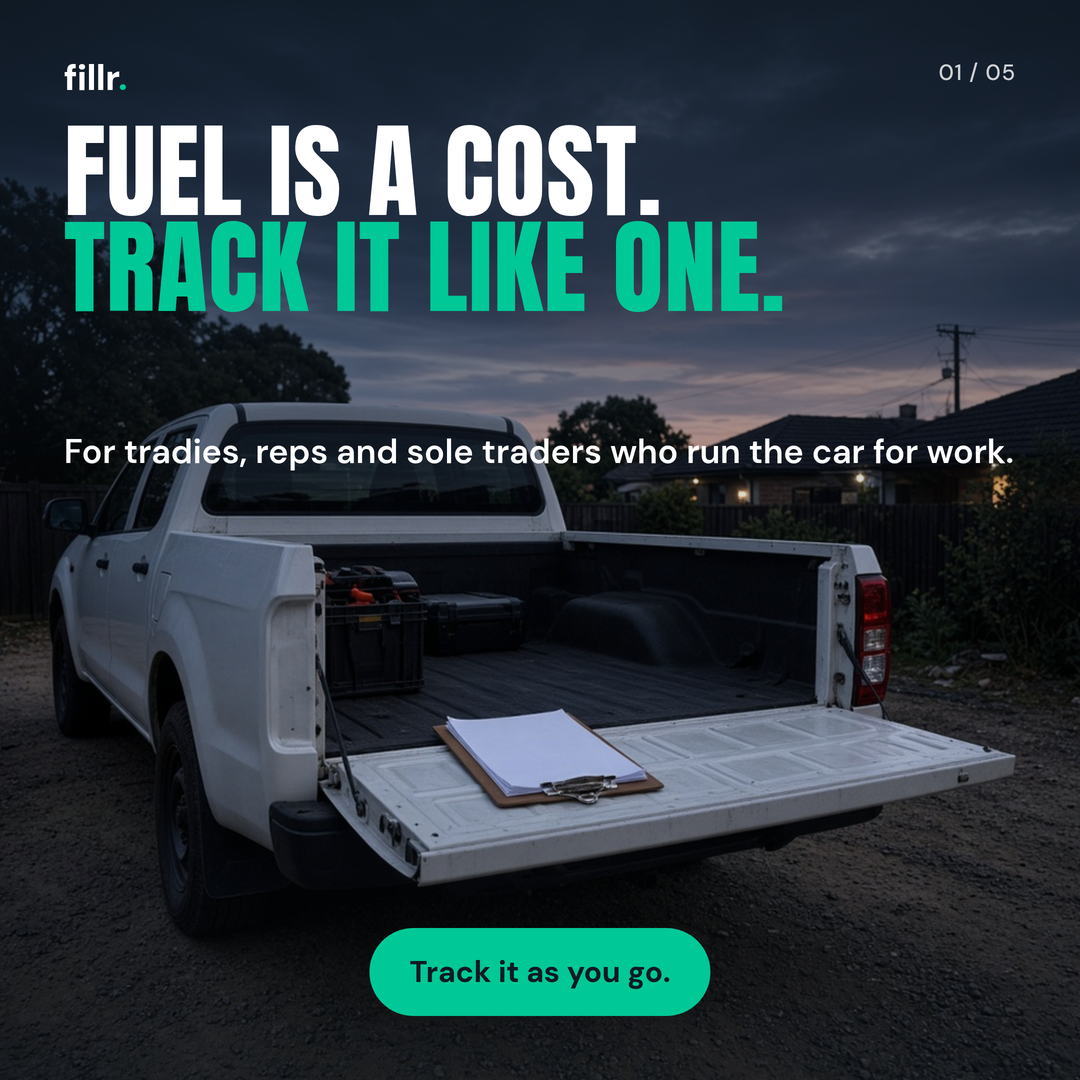 fillr.
01 / 05
FUEL IS A COST.
TRACK IT LIKE ONE.
For tradies, reps and sole traders who run the car for work.
Track it as you go.